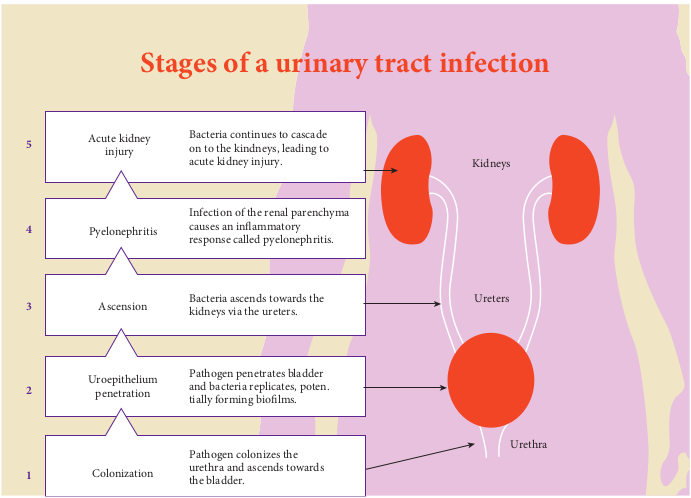 Stages of a urinary tract infection
5
Acute kidney
injury
Bacteria continues to cascade
on to the kindneys, leading to
acute kidney injury.
4
Pyelonephritis
Infection of the renal parenchyma
causes an inflammatory
response called pyelonephritis.
3
Ascension
Bacteria ascends towards the
kidneys via the ureters.
2
Uroepithelium
penetration
Pathogen penetrates bladder
and bacteria replicates, poten.
tially forming biofilms.
1
Colonization
Pathogen colonizes the
urethra and ascends towards
the bladder.
Kidneys
Ureters
Urethra